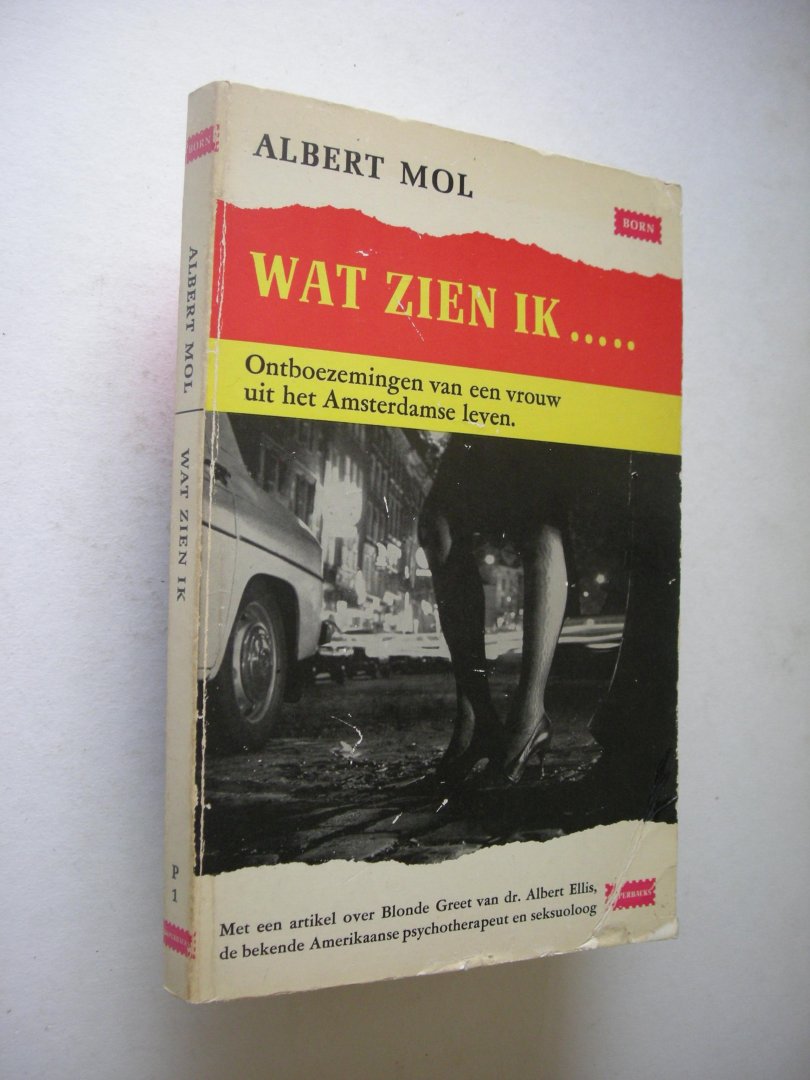 BORN
ALBERT MOL
WAT ZIEN IK
P
1
ALBERT MOL
BORN
WAT ZIEN IK.....
Ontboezemingen van een vrouw
uit het Amsterdamse leven.
Met een artikel over Blonde Greet van dr. Albert Ellis,
de bekende Amerikaanse psychotherapeut en seksuoloog